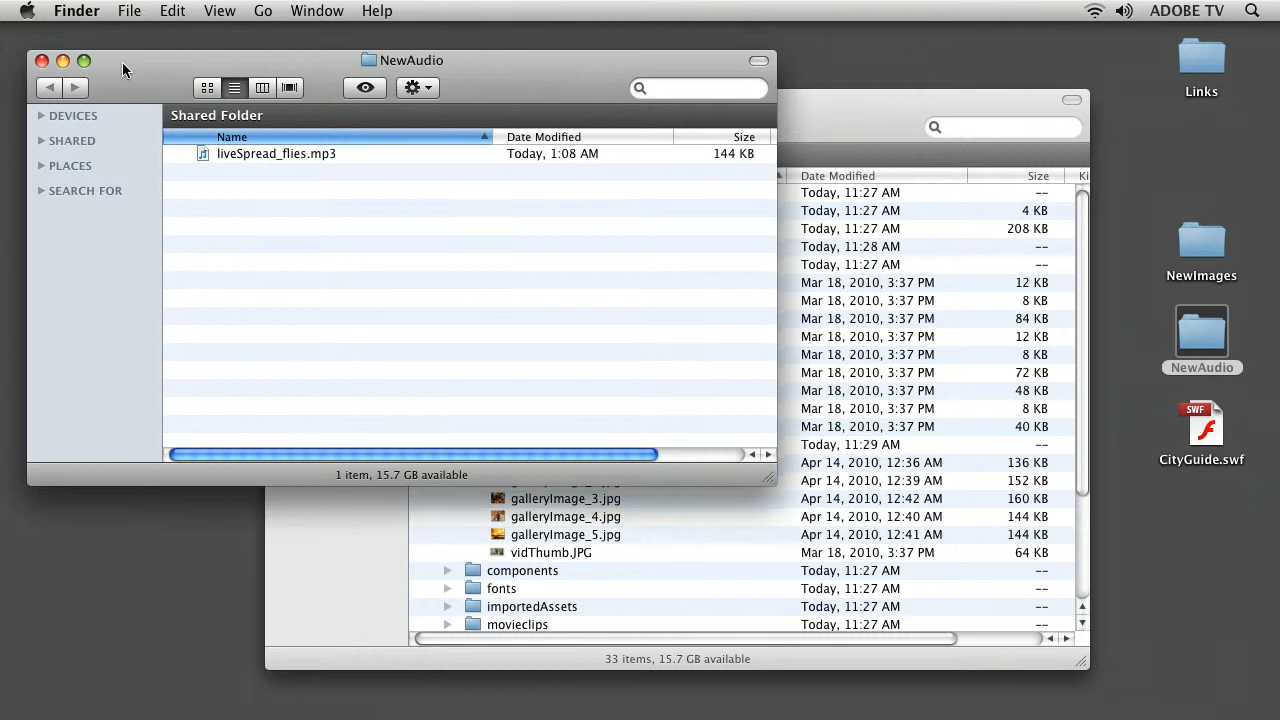 Finder File Edit View Go Window Help ADOBE TV
NewAudio
DEVICES
SHARED
PLACES
SEARCH FOR
Shared Folder
Name Date Modified Size
liveSpread_flies.mp3 Today, 1:08 AM 144 KB
1 item, 15.7 GB available
Date Modified Size Ki
Today, 11:27 AM --
Today, 11:27 AM 4 KB
Today, 11:27 AM 208 KB
Today, 11:28 AM --
Today, 11:27 AM --
Mar 18, 2010, 3:37 PM 12 KB
Mar 18, 2010, 3:37 PM 8 KB
Mar 18, 2010, 3:37 PM 84 KB
Mar 18, 2010, 3:37 PM 12 KB
Mar 18, 2010, 3:37 PM 8 KB
Mar 18, 2010, 3:37 PM 72 KB
Mar 18, 2010, 3:37 PM 48 KB
Mar 18, 2010, 3:37 PM 8 KB
Mar 18, 2010, 3:37 PM 40 KB
Today, 11:29 AM --
Apr 14, 2010, 12:36 AM 136 KB
Apr 14, 2010, 12:39 AM 152 KB
galleryImage_3.jpg Apr 14, 2010, 12:42 AM 160 KB
galleryImage_4.jpg Apr 14, 2010, 12:40 AM 144 KB
galleryImage_5.jpg Apr 14, 2010, 12:41 AM 144 KB
vidThumb.JPG Mar 18, 2010, 3:37 PM 64 KB
components Today, 11:27 AM --
fonts Today, 11:27 AM --
importedAssets Today, 11:27 AM --
movieclips Today, 11:27 AM --
33 items, 15.7 GB available
Links
NewImages
NewAudio
SWF
CityGuide.swf